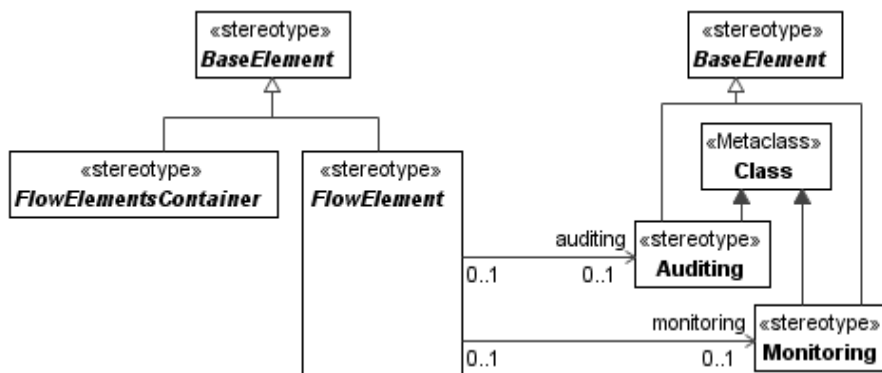 «stereotype»
BaseElement
«stereotype»
BaseElement
«Metaclass»
Class
«stereotype»
FlowElementsContainer
«stereotype»
FlowElement
auditing
0..1
0..1
«stereotype»
Auditing
monitoring
0..1
0..1
«stereotype»
Monitoring